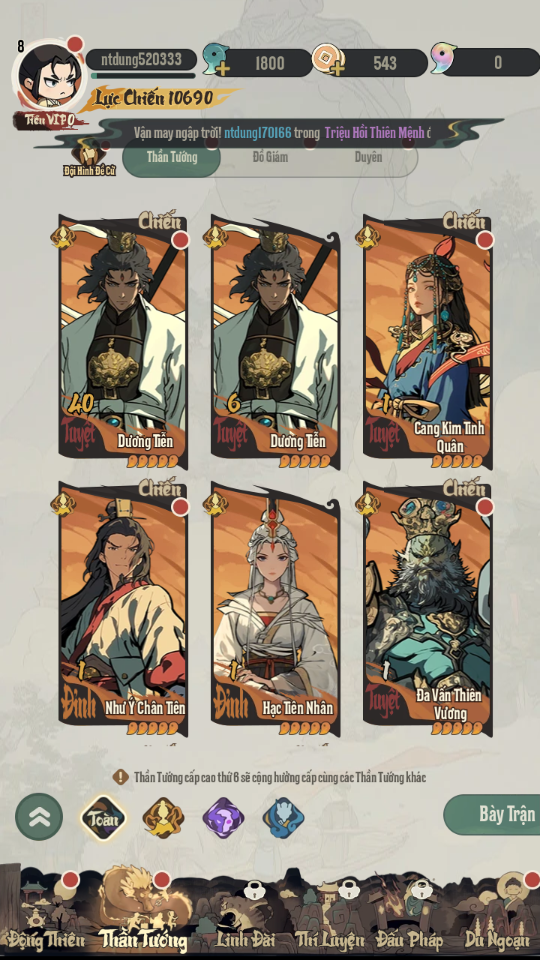 8
ntdung520333
1800
543
0
Tiên VIP 0
Lực Chiến 10690
Vận may ngập trời! ntdung170166 trong Triệu Hồi Thiên Mệnh
Đội Hình Đề Cử
Thần Tướng
Đồ Giám
Duyên
Chiến
Chiến
40
Tuyệt
Dương Tiễn
6
Tuyệt
Dương Tiễn
1
Tuyệt
Cang Kim Tinh
Quân
Chiến
Chiến
1
Đỉnh
Như Ý Chân Tiên
1
Đỉnh
Hạc Tiên Nhân
1
Tuyệt
Đa Văn Thiên
Vương
Thần Tướng cấp cao thứ 6 sẽ cộng hưởng cấp cùng các Thần Tướng khác
Toàn
Bày Trận
Động Thiên
Thần Tướng
Linh Đài
Thí Luyện
Đấu Pháp
Du Ngoạn